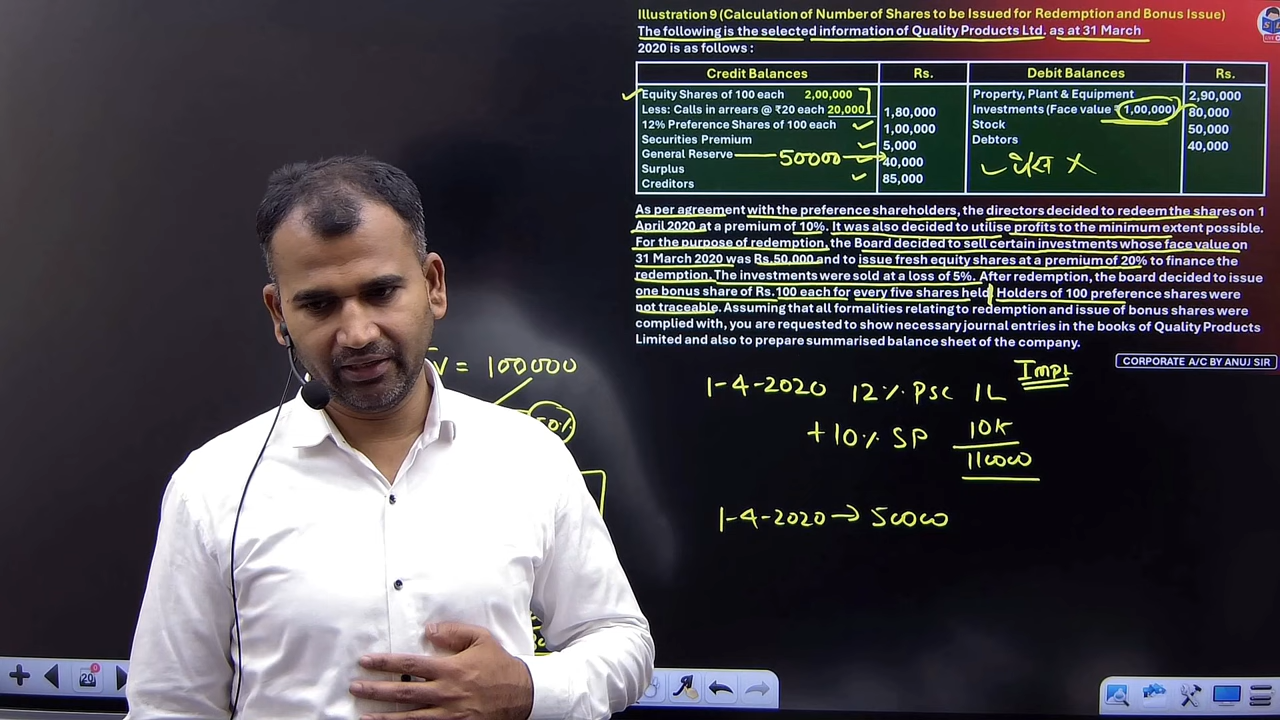 Illustration 9 (Calculation of Number of Shares to be Issued for Redemption and Bonus Issue)
The following is the selected information of Quality Products Ltd. as at 31 March
2020 is as follows :
Credit Balances Rs. Debit Balances Rs.
Equity Shares of 100 each 2,00,000
Less: Calls in arrears @ ₹20 each 20,000 1,80,000
12% Preference Shares of 100 each 1,00,000
Securities Premium 5,000
General Reserve 50000 40,000
Surplus 85,000
Creditors
Property, Plant & Equipment 2,90,000
Investments (Face value ₹ 1,00,000) 80,000
Stock 50,000
Debtors 40,000
As per agreement with the preference shareholders, the directors decided to redeem the shares on 1
April 2020 at a premium of 10%. It was also decided to utilise profits to the minimum extent possible.
For the purpose of redemption, the Board decided to sell certain investments whose face value on
31 March 2020 was Rs.50,000 and to issue fresh equity shares at a premium of 20% to finance the
redemption. The investments were sold at a loss of 5%. After redemption, the board decided to issue
one bonus share of Rs.100 each for every five shares held. Holders of 100 preference shares were
not traceable. Assuming that all formalities relating to redemption and issue of bonus shares were
complied with, you are requested to show necessary journal entries in the books of Quality Products
Limited and also to prepare summarised balance sheet of the company.
CORPORATE A/C BY ANUJ SIR
Impt
1-4-2020 12% PSC 1L
+10% SP 10K
110000
1-4-2020 → 50000
V = 100000
50%
20